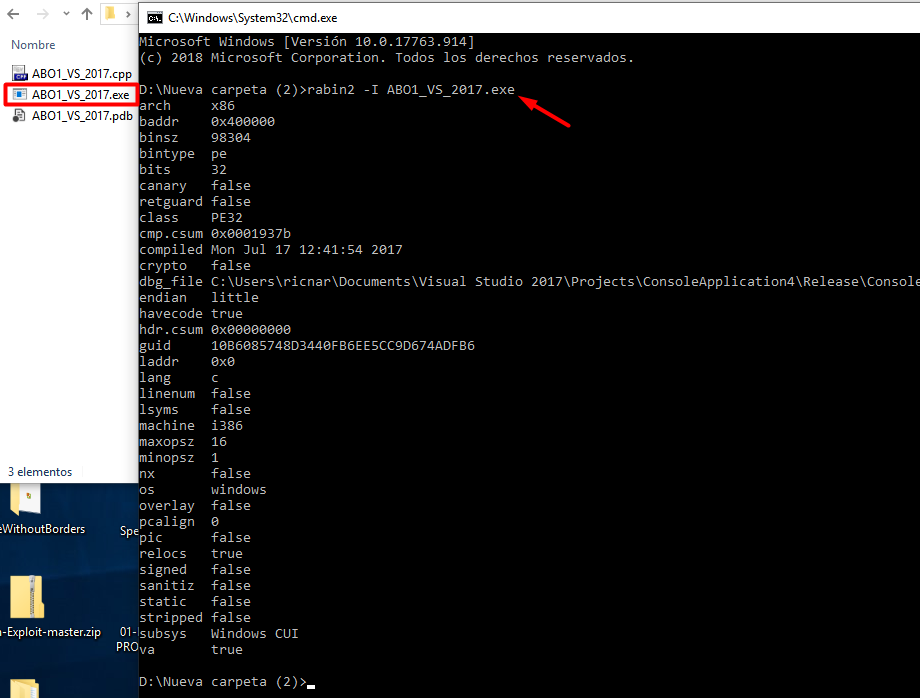 Nombre
ABO1_VS_2017.cpp
ABO1_VS_2017.exe
ABO1_VS_2017.pdb
3 elementos
eWithoutBorders
Spe
-Exploit-master.zip
01-
PRO
C:\Windows\System32\cmd.exe
Microsoft Windows [Versión 10.0.17763.914]
(c) 2018 Microsoft Corporation. Todos los derechos reservados.
D:\Nueva carpeta (2)>rabin2 -I ABO1_VS_2017.exe
arch x86
baddr 0x400000
binsz 98304
bintype pe
bits 32
canary false
retguard false
class PE32
cmp.csum 0x0001937b
compiled Mon Jul 17 12:41:54 2017
crypto false
dbg_file C:\Users\ricnar\Documents\Visual Studio 2017\Projects\ConsoleApplication4\Release\Console
endian little
havecode true
hdr.csum 0x00000000
guid 10B6085748D3440FB6EE5CC9D674ADFB6
laddr 0x0
lang c
linenum false
lsyms false
machine i386
maxopsz 16
minopsz 1
nx false
os windows
overlay false
pcalign 0
pic false
relocs true
signed false
sanitiz false
static false
stripped false
subsys Windows CUI
va true
D:\Nueva carpeta (2)>